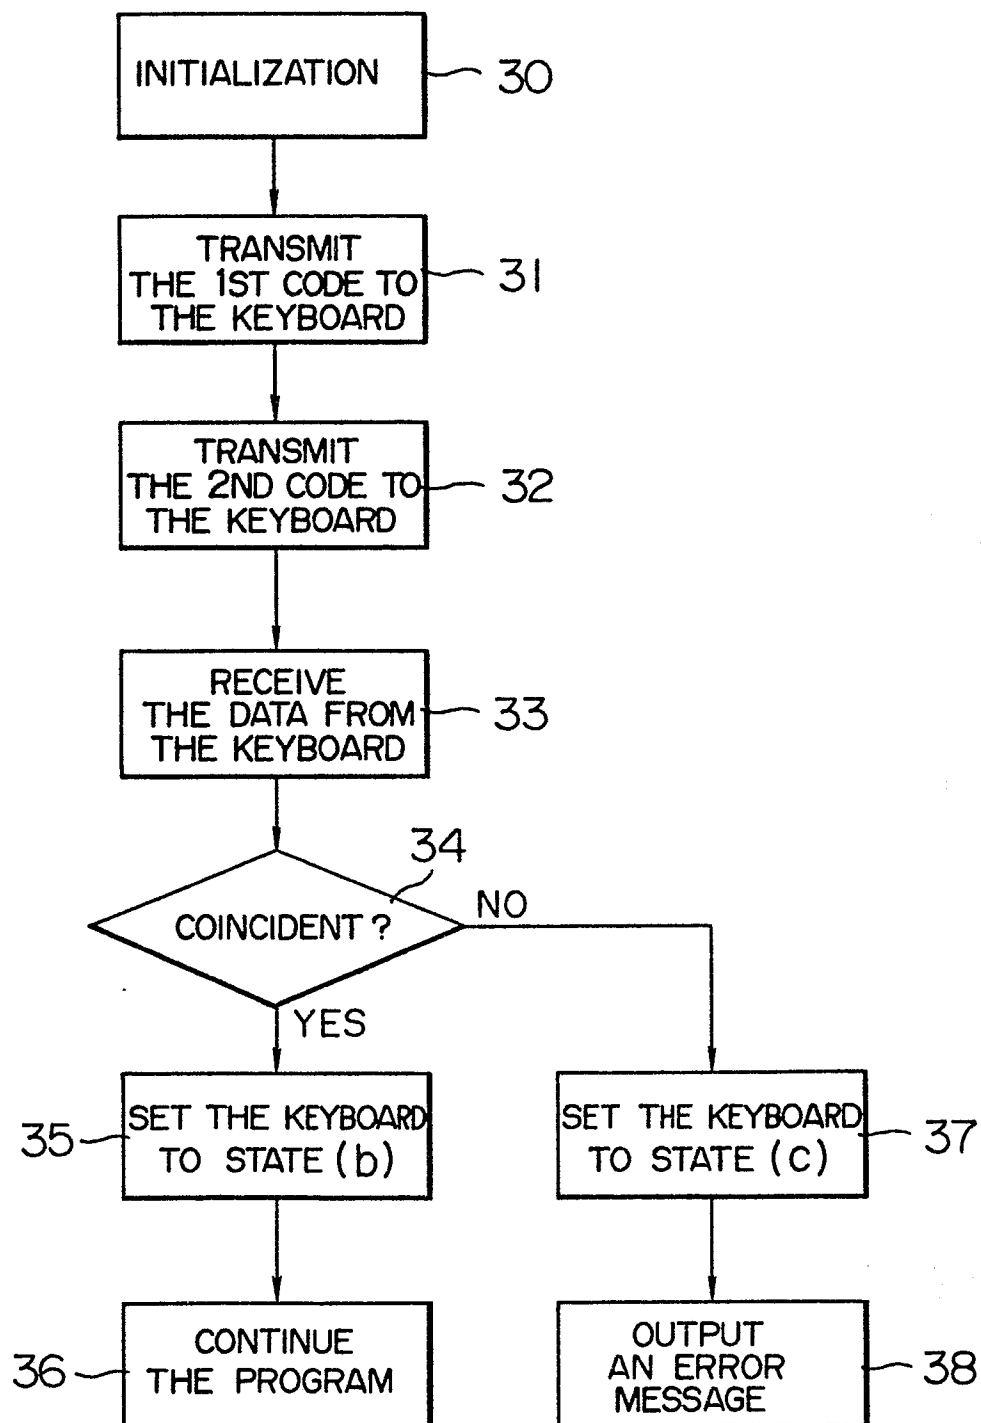 INITIALIZATION
30
TRANSMIT
THE 1ST CODE TO
THE KEYBOARD
31
TRANSMIT
THE 2ND CODE TO
THE KEYBOARD
32
RECEIVE
THE DATA FROM
THE KEYBOARD
33
34
COINCIDENT ?
NO
YES
35
SET THE KEYBOARD
TO STATE (b)
SET THE KEYBOARD
TO STATE (c)
37
36
CONTINUE
THE PROGRAM
OUTPUT
AN ERROR
MESSAGE
38